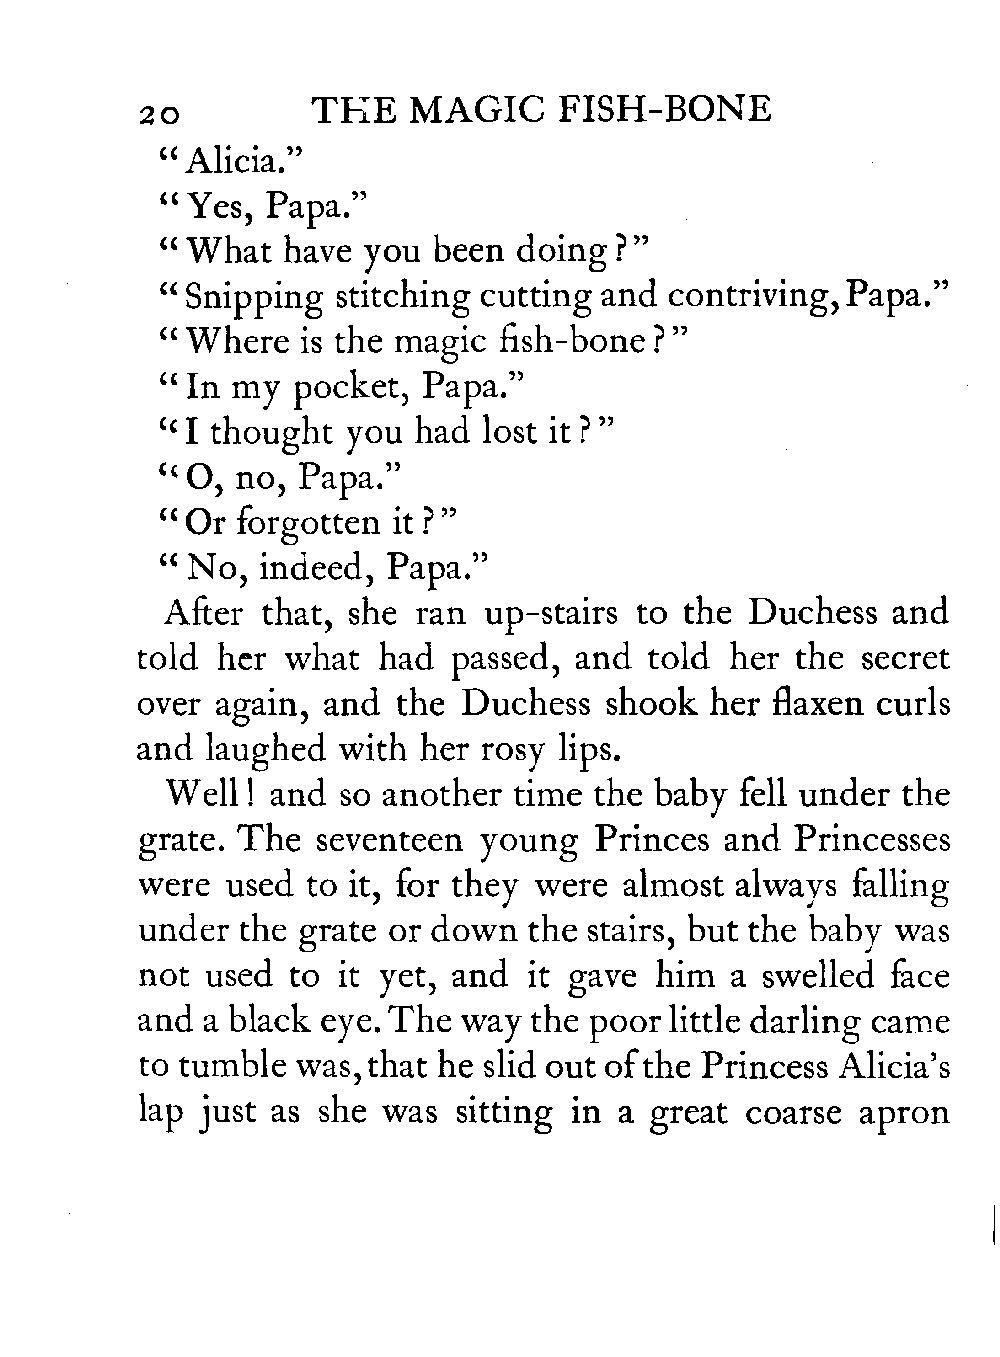 20 THE MAGIC FISH-BONE
“Alicia.”
“Yes, Papa.”
“What have you been doing?”
“Snipping stitching cutting and contriving, Papa.”
“Where is the magic fish-bone?”
“In my pocket, Papa.”
“I thought you had lost it?”
“O, no, Papa.”
“Or forgotten it?”
“No, indeed, Papa.”
After that, she ran up-stairs to the Duchess and
told her what had passed, and told her the secret
over again, and the Duchess shook her flaxen curls
and laughed with her rosy lips.
Well! and so another time the baby fell under the
grate. The seventeen young Princes and Princesses
were used to it, for they were almost always falling
under the grate or down the stairs, but the baby was
not used to it yet, and it gave him a swelled face
and a black eye. The way the poor little darling came
to tumble was, that he slid out of the Princess Alicia’s
lap just as she was sitting in a great coarse apron